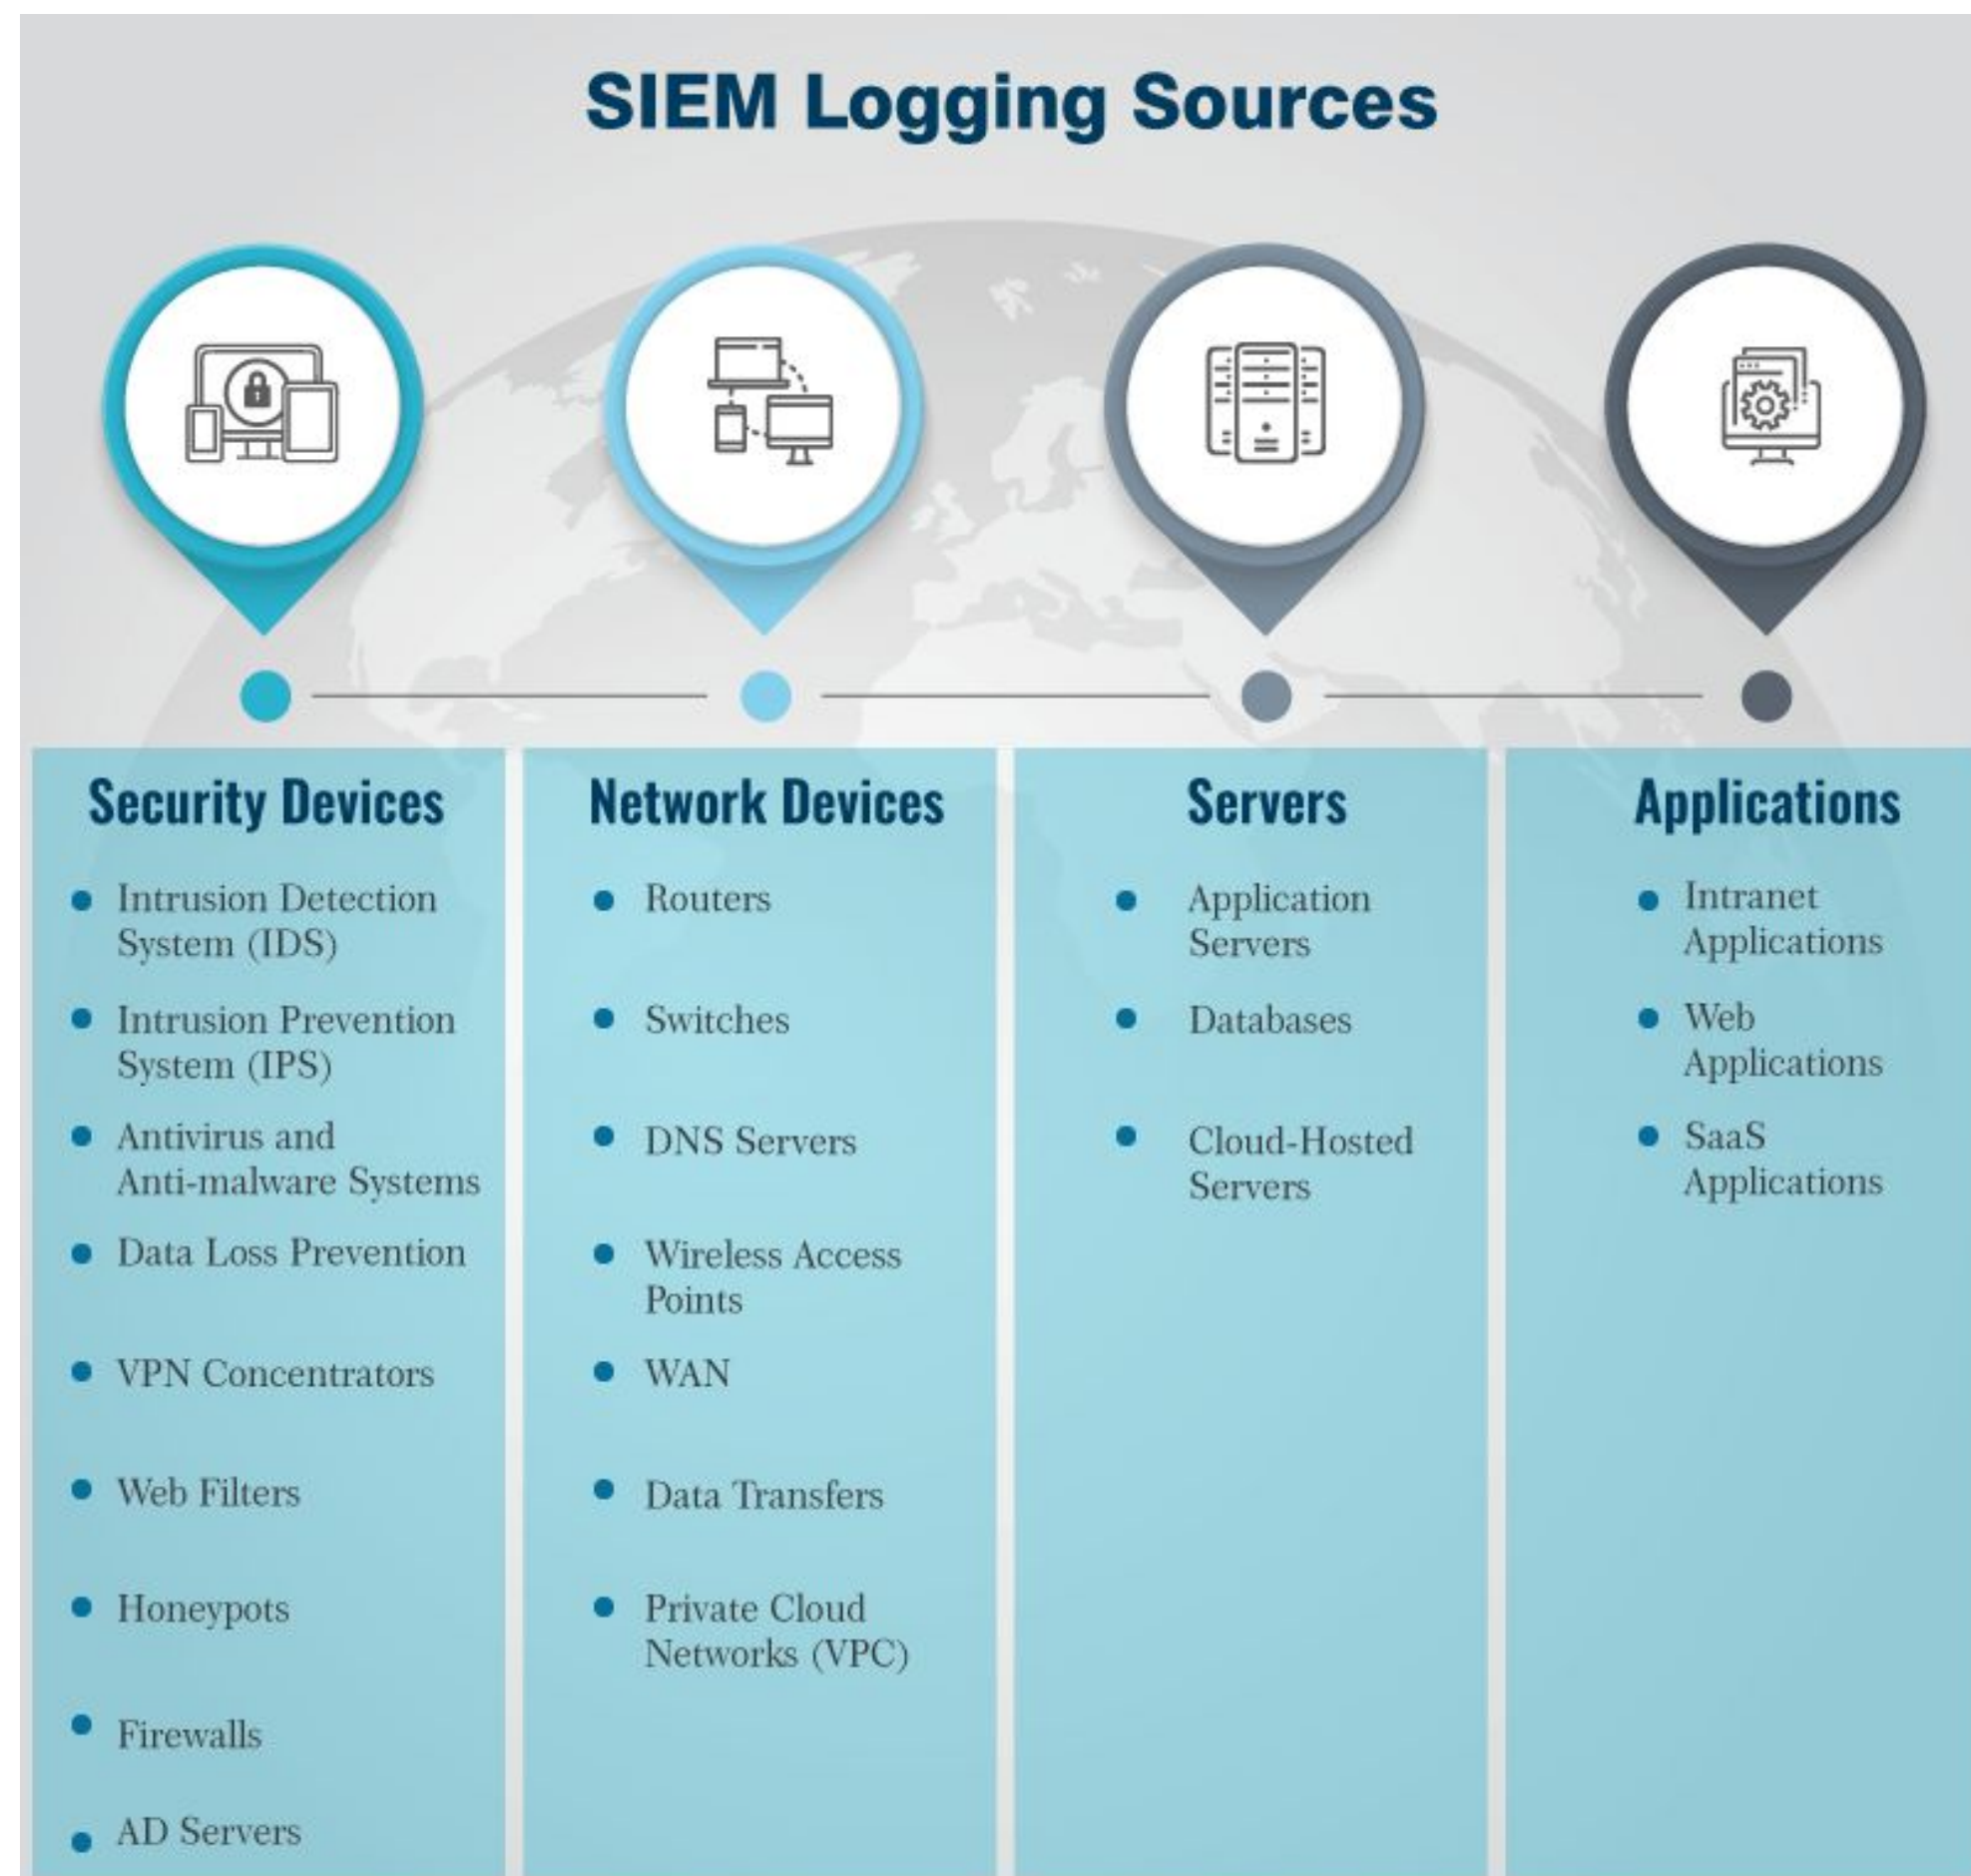 SIEM Logging Sources
Security Devices
Intrusion Detection
System (IDS)
Intrusion Prevention
System (IPS)
Antivirus and
Anti-malware Systems
Data Loss Prevention
VPN Concentrators
Web Filters
Honeypots
Firewalls
AD Servers
Network Devices
Routers
Switches
DNS Servers
Wireless Access
Points
WAN
Data Transfers
Private Cloud
Networks (VPC)
Servers
Application
Servers
Databases
Cloud-Hosted
Servers
Applications
Intranet
Applications
Web
Applications
SaaS
Applications